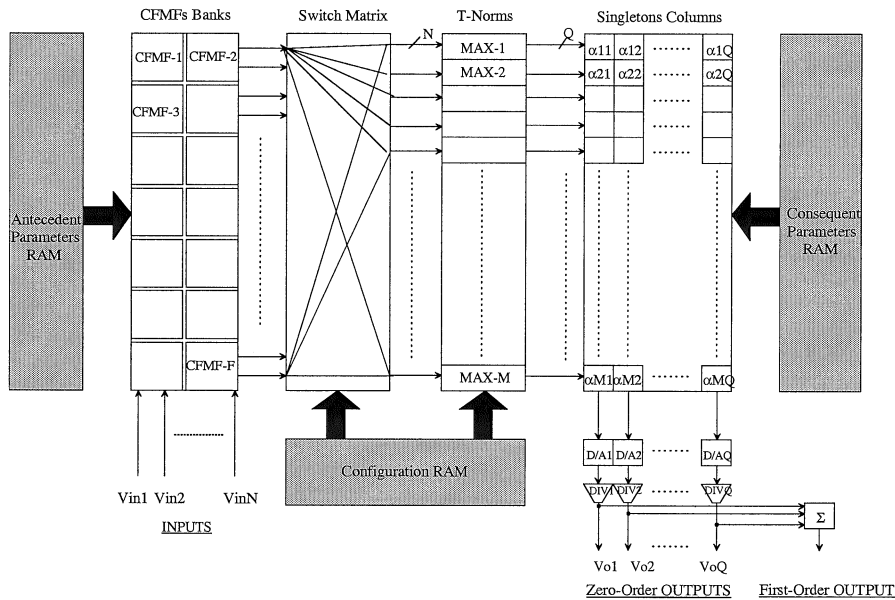 CFMFs Banks
Switch Matrix
T-Norms
Singletons Columns
N
Q
CFMF-1
CFMF-2
MAX-1
α11
α12
α1Q
MAX-2
α21
α22
α2Q
CFMF-3
Antecedent
Parameters
RAM
Consequent
Parameters
RAM
CFMF-F
MAX-M
αM1
αM2
αMQ
Configuration RAM
D/A1
D/A2
D/AQ
DIV1
DIV2
DIVQ
Vin1
Vin2
VinN
INPUTS
Σ
Vo1
Vo2
VoQ
Zero-Order OUTPUTS
First-Order OUTPUT